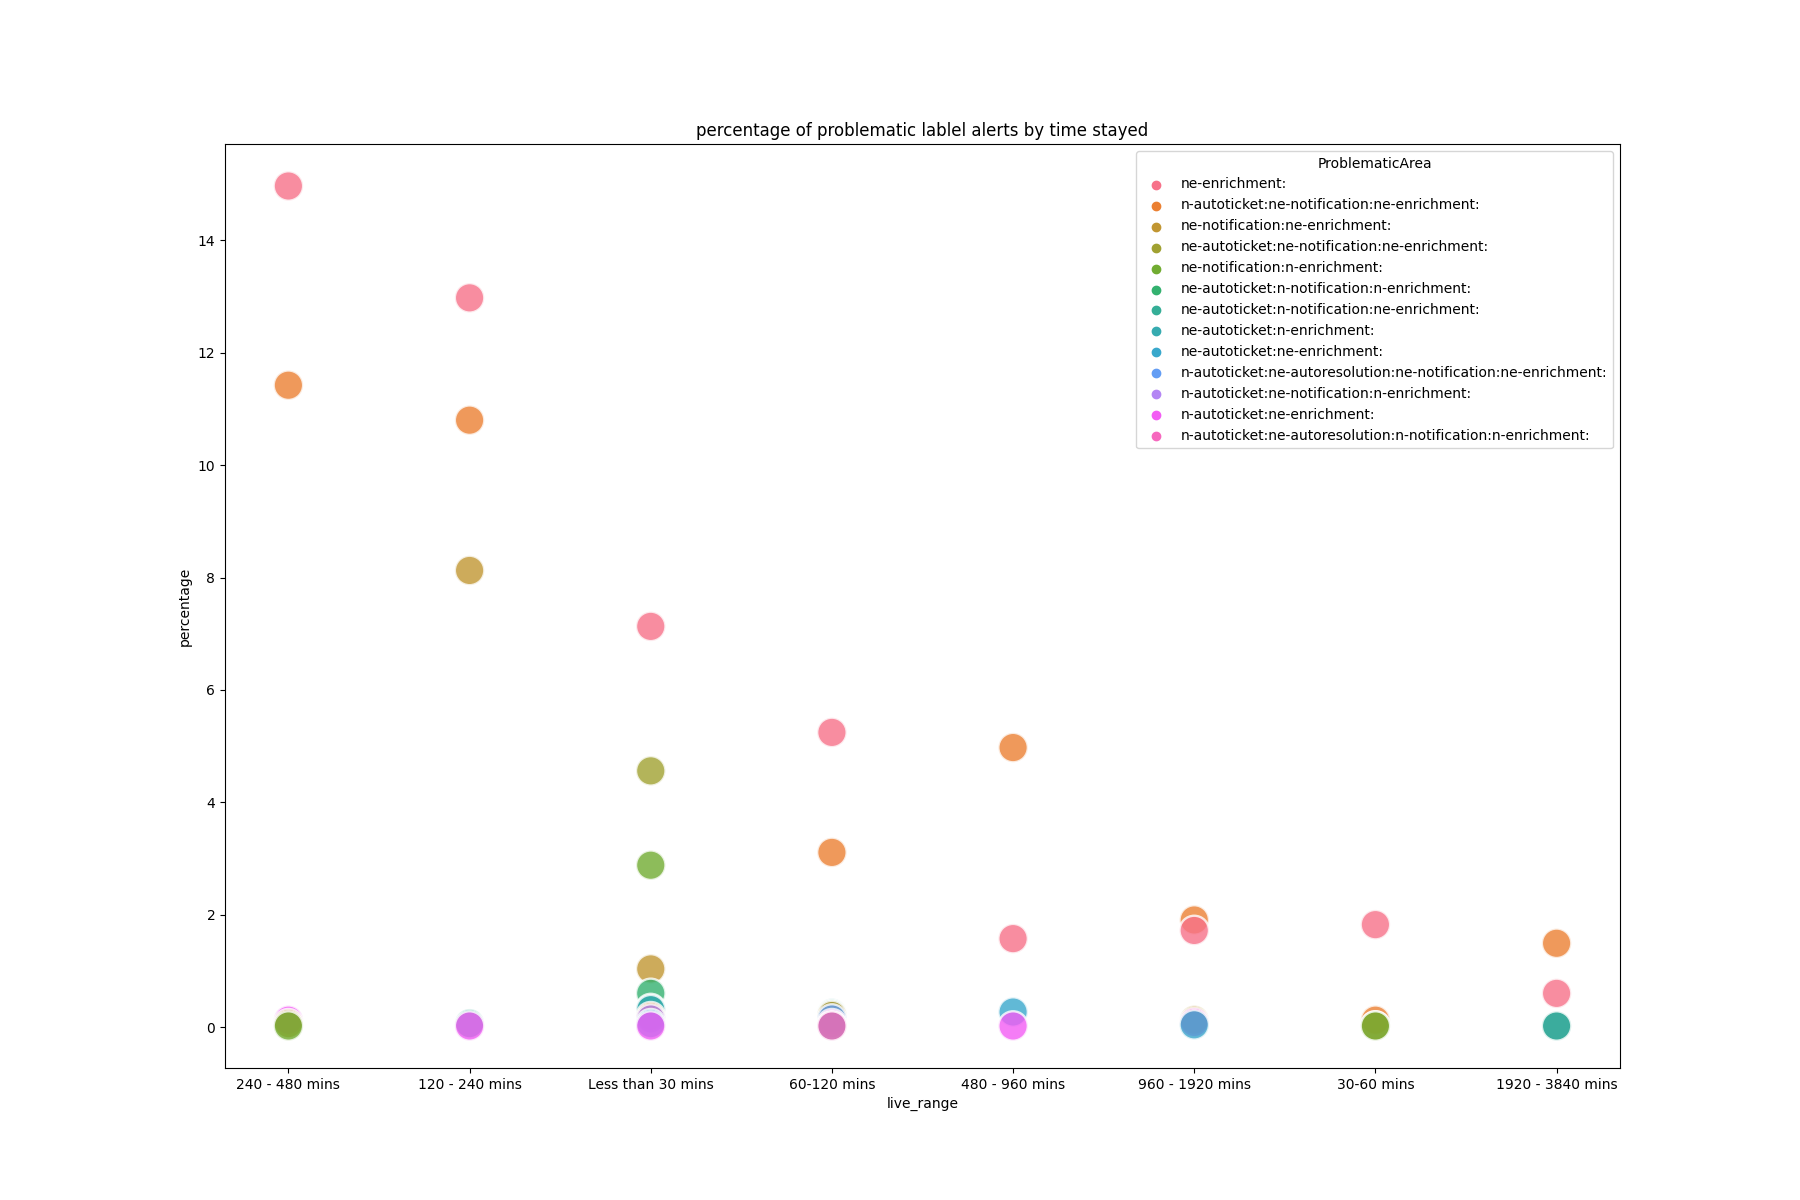 percentage of problematic lablel alerts by time stayed
ProblematicArea
ne-enrichment:
n-autoticket:ne-notification:ne-enrichment:
ne-notification:ne-enrichment:
ne-autoticket:ne-notification:ne-enrichment:
ne-notification:n-enrichment:
ne-autoticket:n-notification:n-enrichment:
ne-autoticket:n-notification:ne-enrichment:
ne-autoticket:n-enrichment:
ne-autoticket:ne-enrichment:
n-autoticket:ne-autoresolution:ne-notification:ne-enrichment:
n-autoticket:ne-notification:n-enrichment:
n-autoticket:ne-enrichment:
n-autoticket:ne-autoresolution:n-notification:n-enrichment:
percentage
14
12
10
8
6
4
2
0
240 - 480 mins
120 - 240 mins
Less than 30 mins
60-120 mins
480 - 960 mins
960 - 1920 mins
30-60 mins
1920 - 3840 mins
live_range